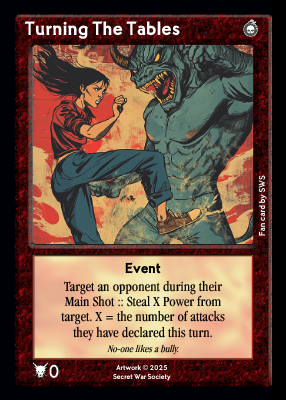 Turning The Tables
Fan card by SWS
Event
Target an opponent during their
Main Shot :: Steal X Power from
target. X = the number of attacks
they have declared this turn.
No-one likes a bully.
0
Artwork © 2025
Secret War Society